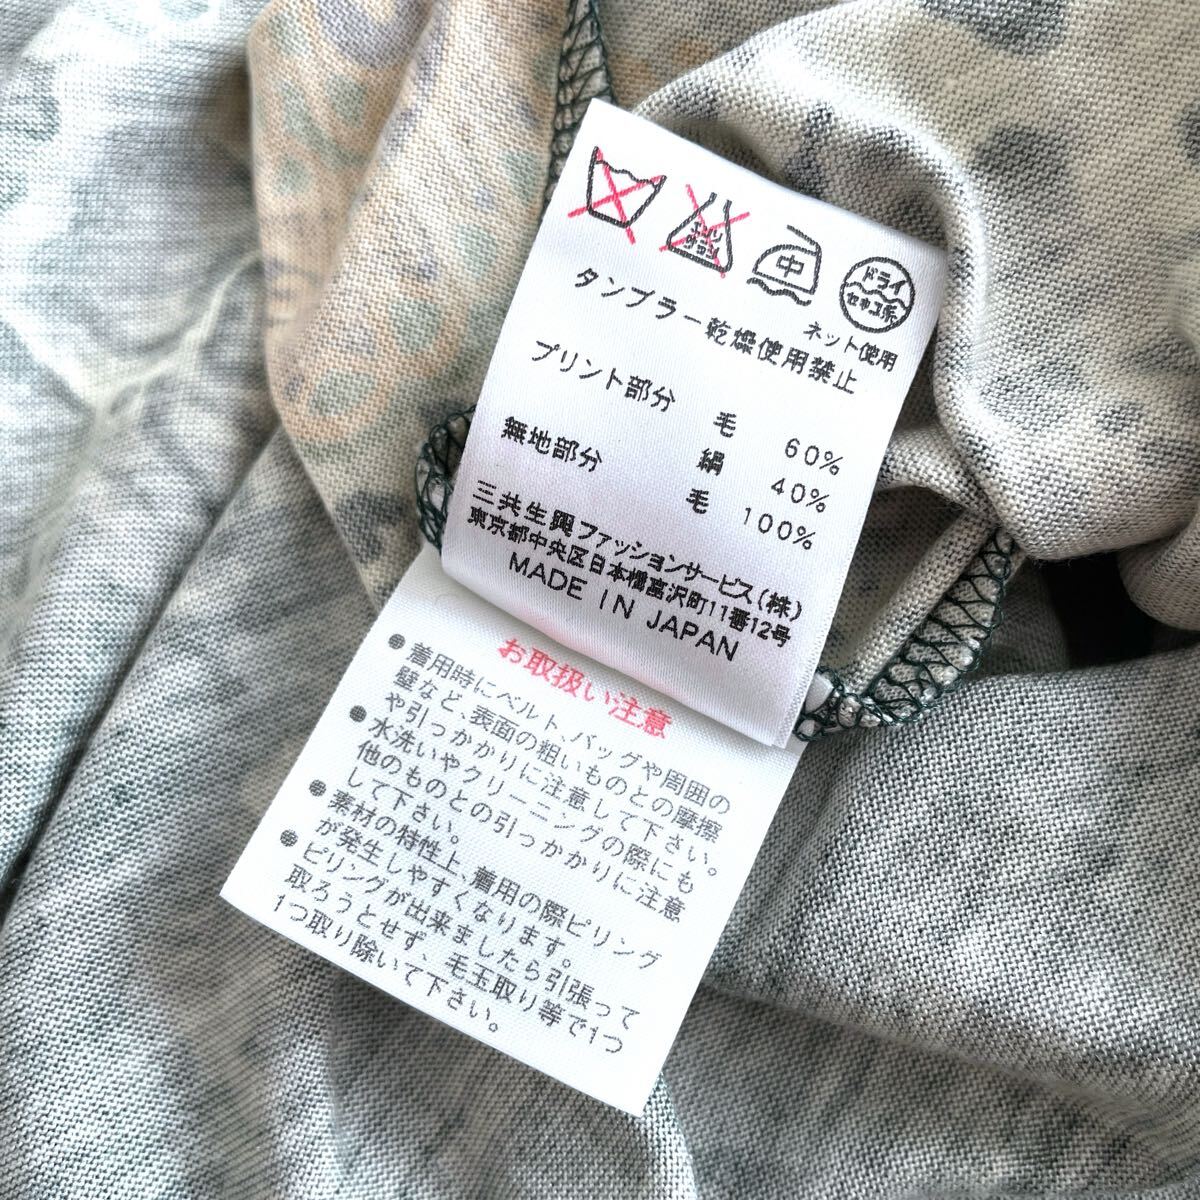 エンソ
サラシ
中
ドライ
セキユ系
ネット使用
タンブラー乾燥使用禁止
プリント部分 毛 60%
絹 40%
無地部分 毛 100%
三共生興ファッションサービス(株)
東京都中央区日本橋富沢町11番12号
MADE IN JAPAN
お取扱い注意
●着用時にベルト、バッグや周囲の
壁など、表面の粗いものとの摩擦
や引っかかりに注意して下さい。
●水洗いやクリーニングの際にも
他のものとの引っかかりに注意
して下さい。
●素材の特性上、着用の際ピリング
が発生しやすくなります。
●ピリングが出来ましたら引張って
取ろうとせず、毛玉取り等で1つ
1つ取り除いて下さい。